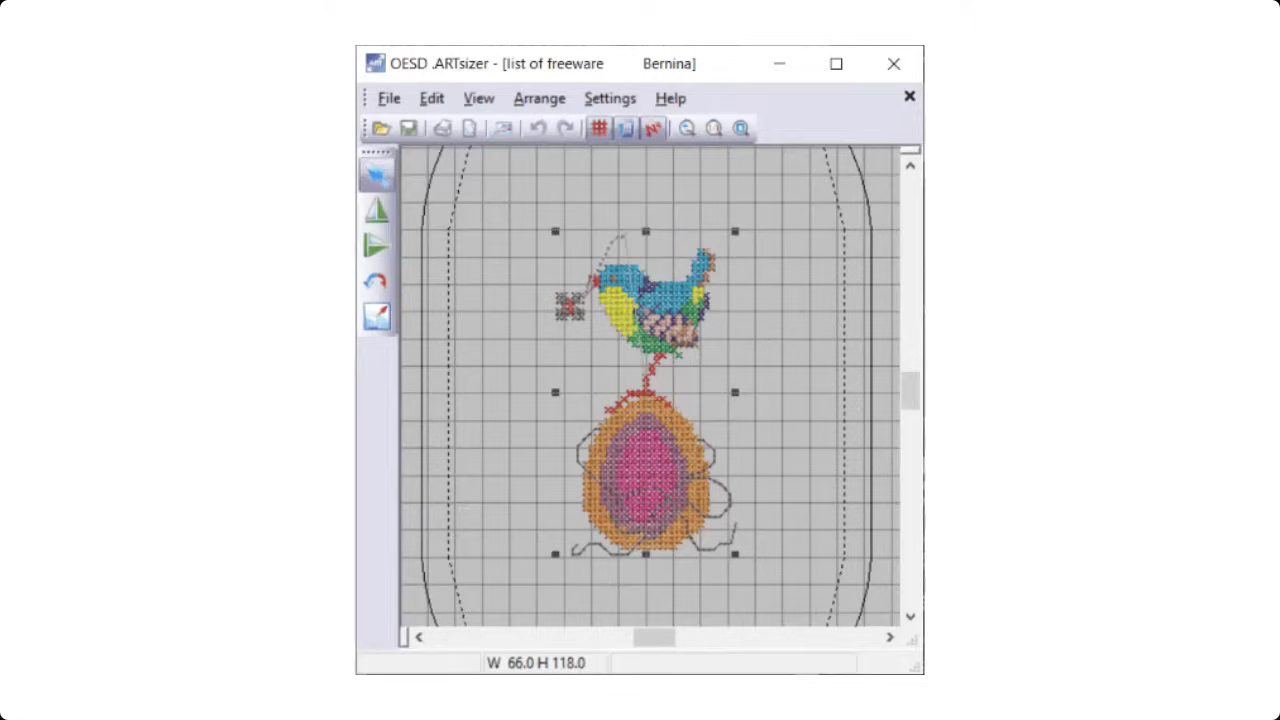 OESD .ARTsizer - [list of freeware Bernina]
File Edit View Arrange Settings Help
W 66.0 H 118.0